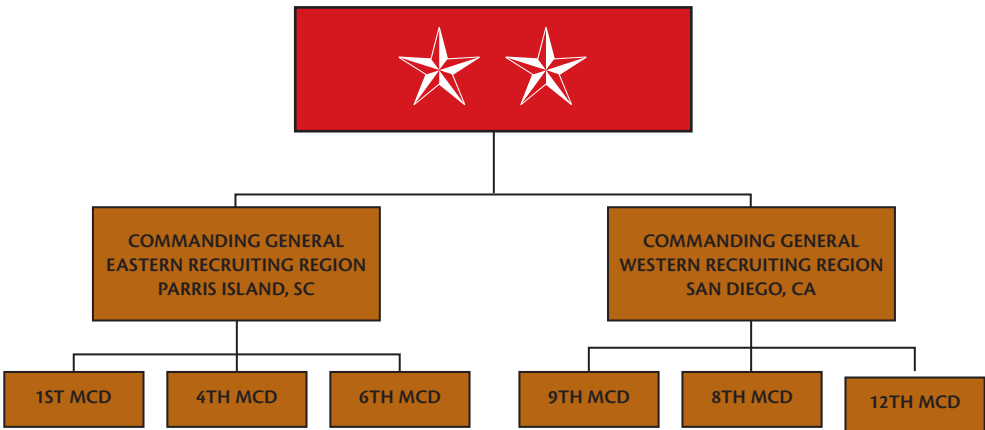 COMMANDING GENERAL
EASTERN RECRUITING REGION
PARRIS ISLAND, SC
COMMANDING GENERAL
WESTERN RECRUITING REGION
SAN DIEGO, CA
1ST MCD
4TH MCD
6TH MCD
9TH MCD
8TH MCD
12TH MCD